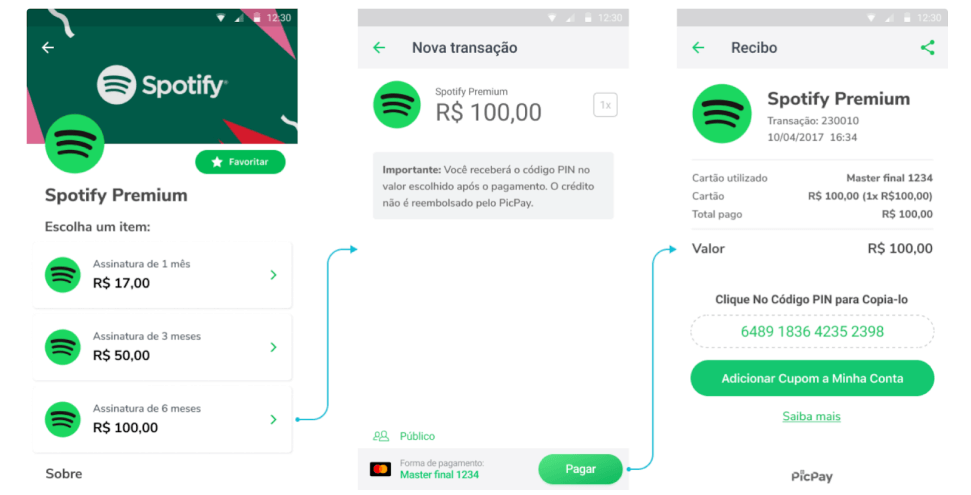 12:30
Spotify
Favoritar
Spotify Premium
Escolha um item:
Assinatura de 1 mês
R$ 17,00
Assinatura de 3 meses
R$ 50,00
Assinatura de 6 meses
R$ 100,00
Sobre
12:30
Nova transação
Spotify Premium
R$ 100,00
1x
Importante: Você receberá o código PIN no
valor escolhido após o pagamento. O crédito
não é reembolsado pelo PicPay.
Público
Forma de pagamento:
Master final 1234
Pagar
12:30
Recibo
Spotify Premium
Transação: 230010
10/04/2017 16:34
Cartão utilizado Master final 1234
Cartão R$ 100,00 (1x R$100,00)
Total pago R$ 100,00
Valor R$ 100,00
Clique No Código PIN para Copia-lo
6489 1836 4235 2398
Adicionar Cupom a Minha Conta
Saiba mais
PicPay